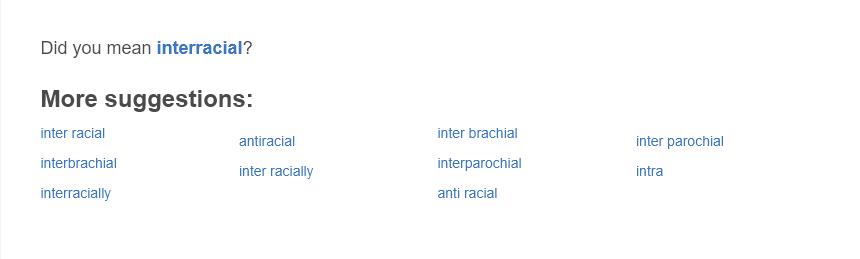 Did you mean interracial?
More suggestions:
inter racial
interbrachial
interracially
antiracial
inter racially
inter brachial
interparochial
anti racial
inter parochial
intra